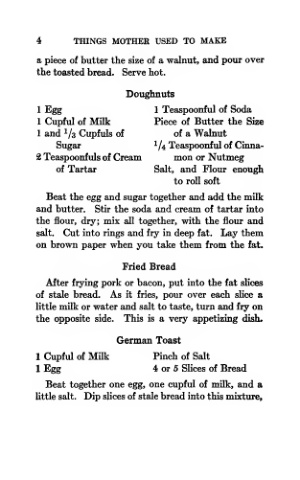 4 THINGS MOTHER USED TO MAKE
a piece of butter the size of a walnut, and pour over
the toasted bread. Serve hot.
Doughnuts
1 Egg
1 Cupful of Milk
1 and 1/3 Cupfuls of
Sugar
2 Teaspoonfuls of Cream
of Tartar
1 Teaspoonful of Soda
Piece of Butter the Size
of a Walnut
1/4 Teaspoonful of Cinna-
mon or Nutmeg
Salt, and Flour enough
to roll soft
Beat the egg and sugar together and add the milk
and butter. Stir the soda and cream of tartar into
the flour, dry; mix all together, with the flour and
salt. Cut into rings and fry in deep fat. Lay them
on brown paper when you take them from the fat.
Fried Bread
After frying pork or bacon, put into the fat slices
of stale bread. As it fries, pour over each slice a
little milk or water and salt to taste, turn and fry on
the opposite side. This is a very appetizing dish.
German Toast
1 Cupful of Milk
1 Egg
Pinch of Salt
4 or 5 Slices of Bread
Beat together one egg, one cupful of milk, and a
little salt. Dip slices of stale bread into this mixture,